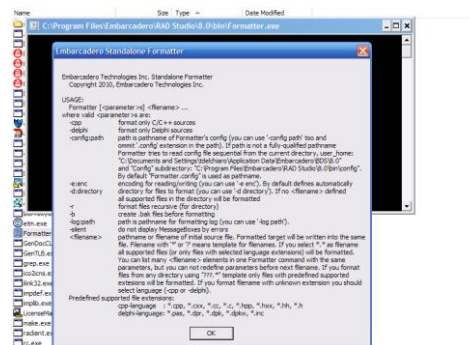 Name Size Type Date Modified
C:\Program Files\Embarcadero\RAD Studio\8.0\bin\Formatter.exe
Embarcadero Standalone Formatter
Embarcadero Technologies Inc. Standalone Formatter
Copyright 2010, Embarcadero Technologies Inc.
USAGE:
Formatter [<parameter>s] <filename> ...
where valid <parameter>s are:
-cpp format only C/C++ sources
-delphi format only Delphi sources
-config:path path is pathname of Formatter's config (you can use '-config path' too and
ommit '.config' extension in the path). If path is not a fully-qualified pathname
Formatter tries to read config file sequential from the current directory, user_home:
"C:\Documents and Settings\tdelchiaro\Application Data\Embarcadero\BDS\8.0"
and "Config" subdirectory: "C:\Program Files\Embarcadero\RAD Studio\8.0\bin\config".
By default "Formatter.config" is used as pathname.
-e:enc encoding for reading/writing (you can use '-e enc'). By default defines automatically
-d:directory directory for files to format (you can use '-d directory'). If no <filename> defined
all supported files in the directory will be formatted
-r format files recursive (for directory)
-b create .bak files before formatting
-log:path path is pathname for formatting log (you can use '-log path').
-silent do not display MessageBoxes by errors
<filename> pathname or filename of initial source file. Formatted target will be written into the same
file. Filename with '*' or '?' means template for filenames. If you select *.* as filename
all supported files (or only files with selected language extensions) will be formatted.
You can list many <filename> elements in one Formatter command with the same
parameters, but you can not redefine parameters before next filename. If you format
files from any directory using "???.*" template only files with predefined supported
extesions will be formatted. If you format filename with unknown extension you should
select language (-cpp or -delphi).
Predefined supported file extensions:
cpp-language : *.cpp, *.cxx, *.cc, *.c, *.hpp, *.hxx, *.hh, *.h
delphi-language: *.pas, *.dpr, *.dpk, *.dpkw, *.inc
OK
etm.exe
Formatter
GenDocCL
GenTLB.e
grep.exe
ico2cns.e
ilink32.exe
impdef.e
implib.exe
LicenseMa
make.exe
radient.e
rc.exe